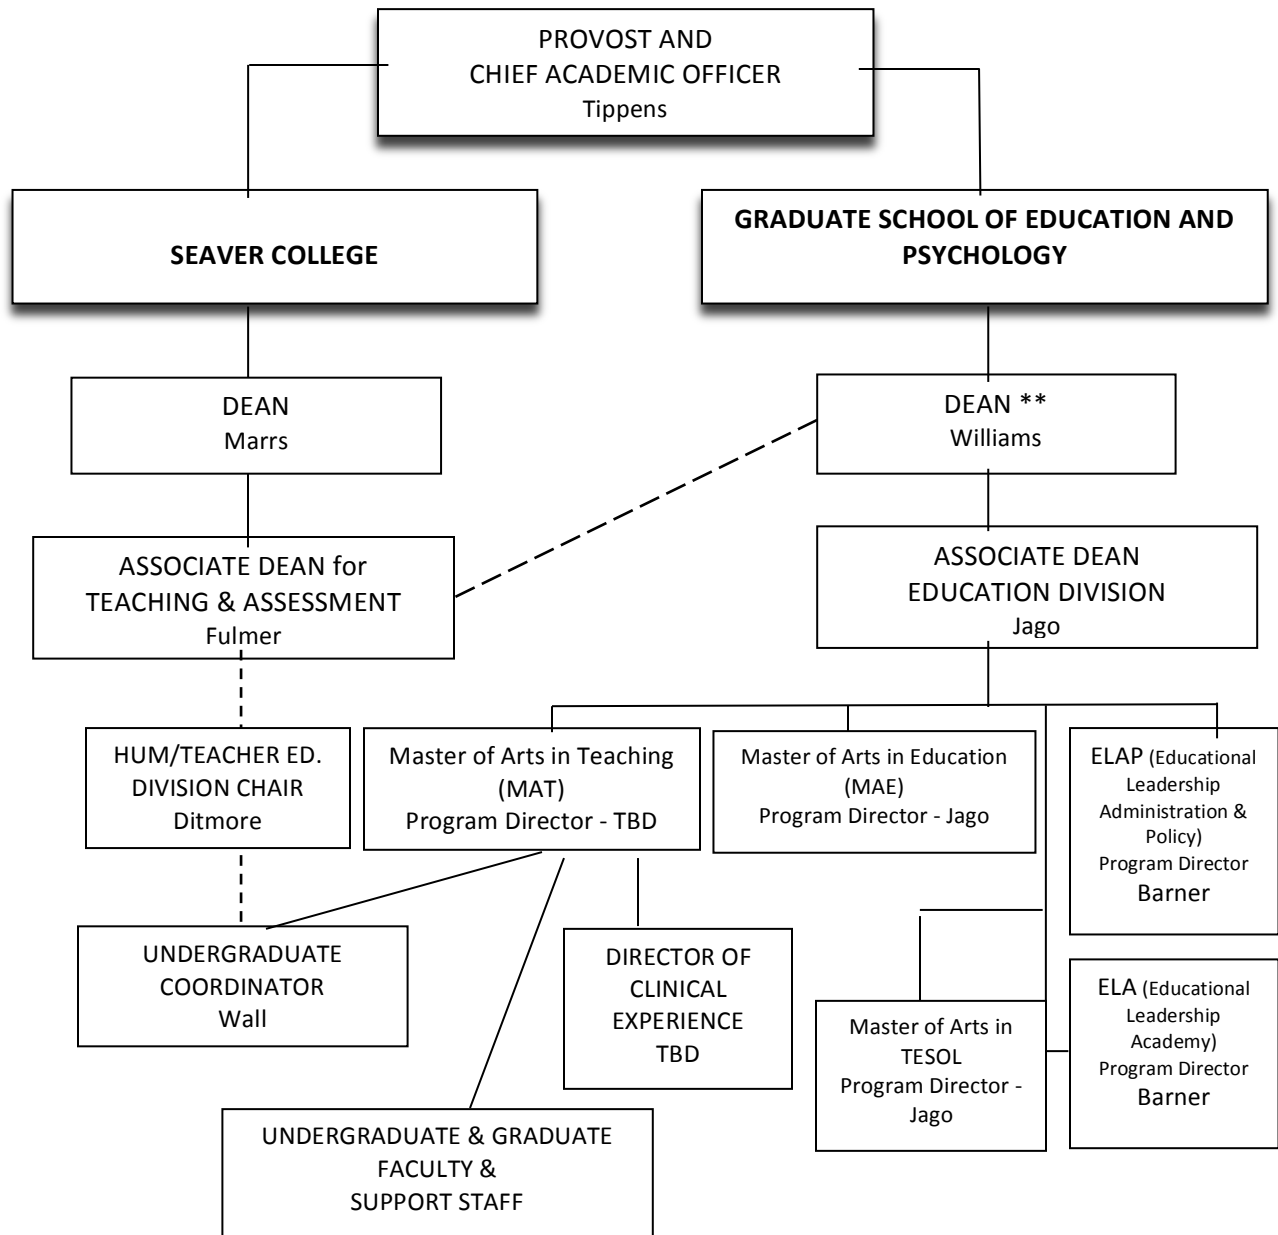 PROVOST AND
CHIEF ACADEMIC OFFICER
Tippens
SEAVER COLLEGE
GRADUATE SCHOOL OF EDUCATION AND
PSYCHOLOGY
DEAN
Marrs
DEAN **
Williams
ASSOCIATE DEAN for
TEACHING & ASSESSMENT
Fulmer
ASSOCIATE DEAN
EDUCATION DIVISION
Jago
HUM/TEACHER ED.
DIVISION CHAIR
Ditmore
Master of Arts in Teaching
(MAT)
Program Director - TBD
Master of Arts in Education
(MAE)
Program Director - Jago
ELAP (Educational
Leadership
Administration &
Policy)
Program Director
Barner
UNDERGRADUATE
COORDINATOR
Wall
DIRECTOR OF
CLINICAL
EXPERIENCE
TBD
Master of Arts in
TESOL
Program Director -
Jago
ELA (Educational
Leadership
Academy)
Program Director
Barner
UNDERGRADUATE & GRADUATE
FACULTY &
SUPPORT STAFF